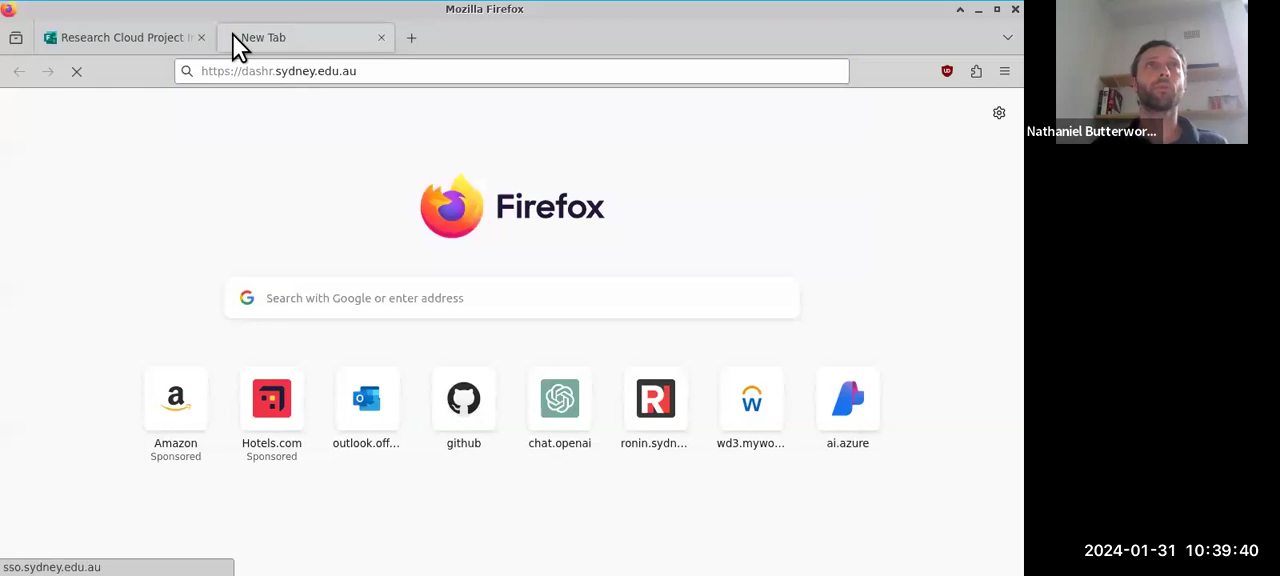 Mozilla Firefox
Research Cloud Project I
New Tab
https://dashr.sydney.edu.au
Firefox
Search with Google or enter address
Amazon
Sponsored
Hotels.com
Sponsored
outlook.off...
github
chat.openai
ronin.sydn...
wd3.mywo...
ai.azure
sso.sydney.edu.au
Nathaniel Butterwor...
2024-01-31 10:39:40